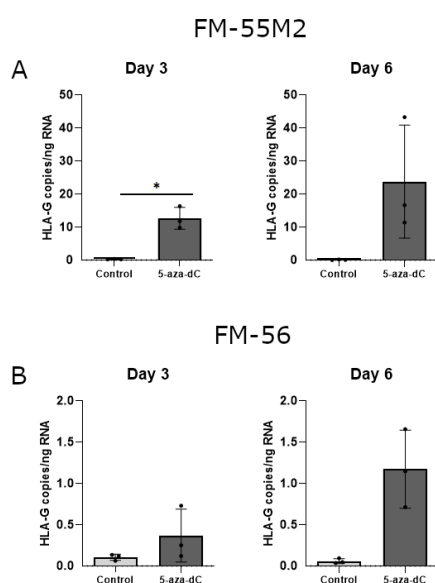 FM-55M2
A
Day 3
HLA-G copies/ng RNA
50
40
30
20
10
0
*
Control
5-aza-dC
Day 6
HLA-G copies/ng RNA
50
40
30
20
10
0
Control
5-aza-dC
FM-56
B
Day 3
HLA-G copies/ng RNA
2.0
1.5
1.0
0.5
0.0
Control
5-aza-dC
Day 6
HLA-G copies/ng RNA
2.0
1.5
1.0
0.5
0.0
Control
5-aza-dC